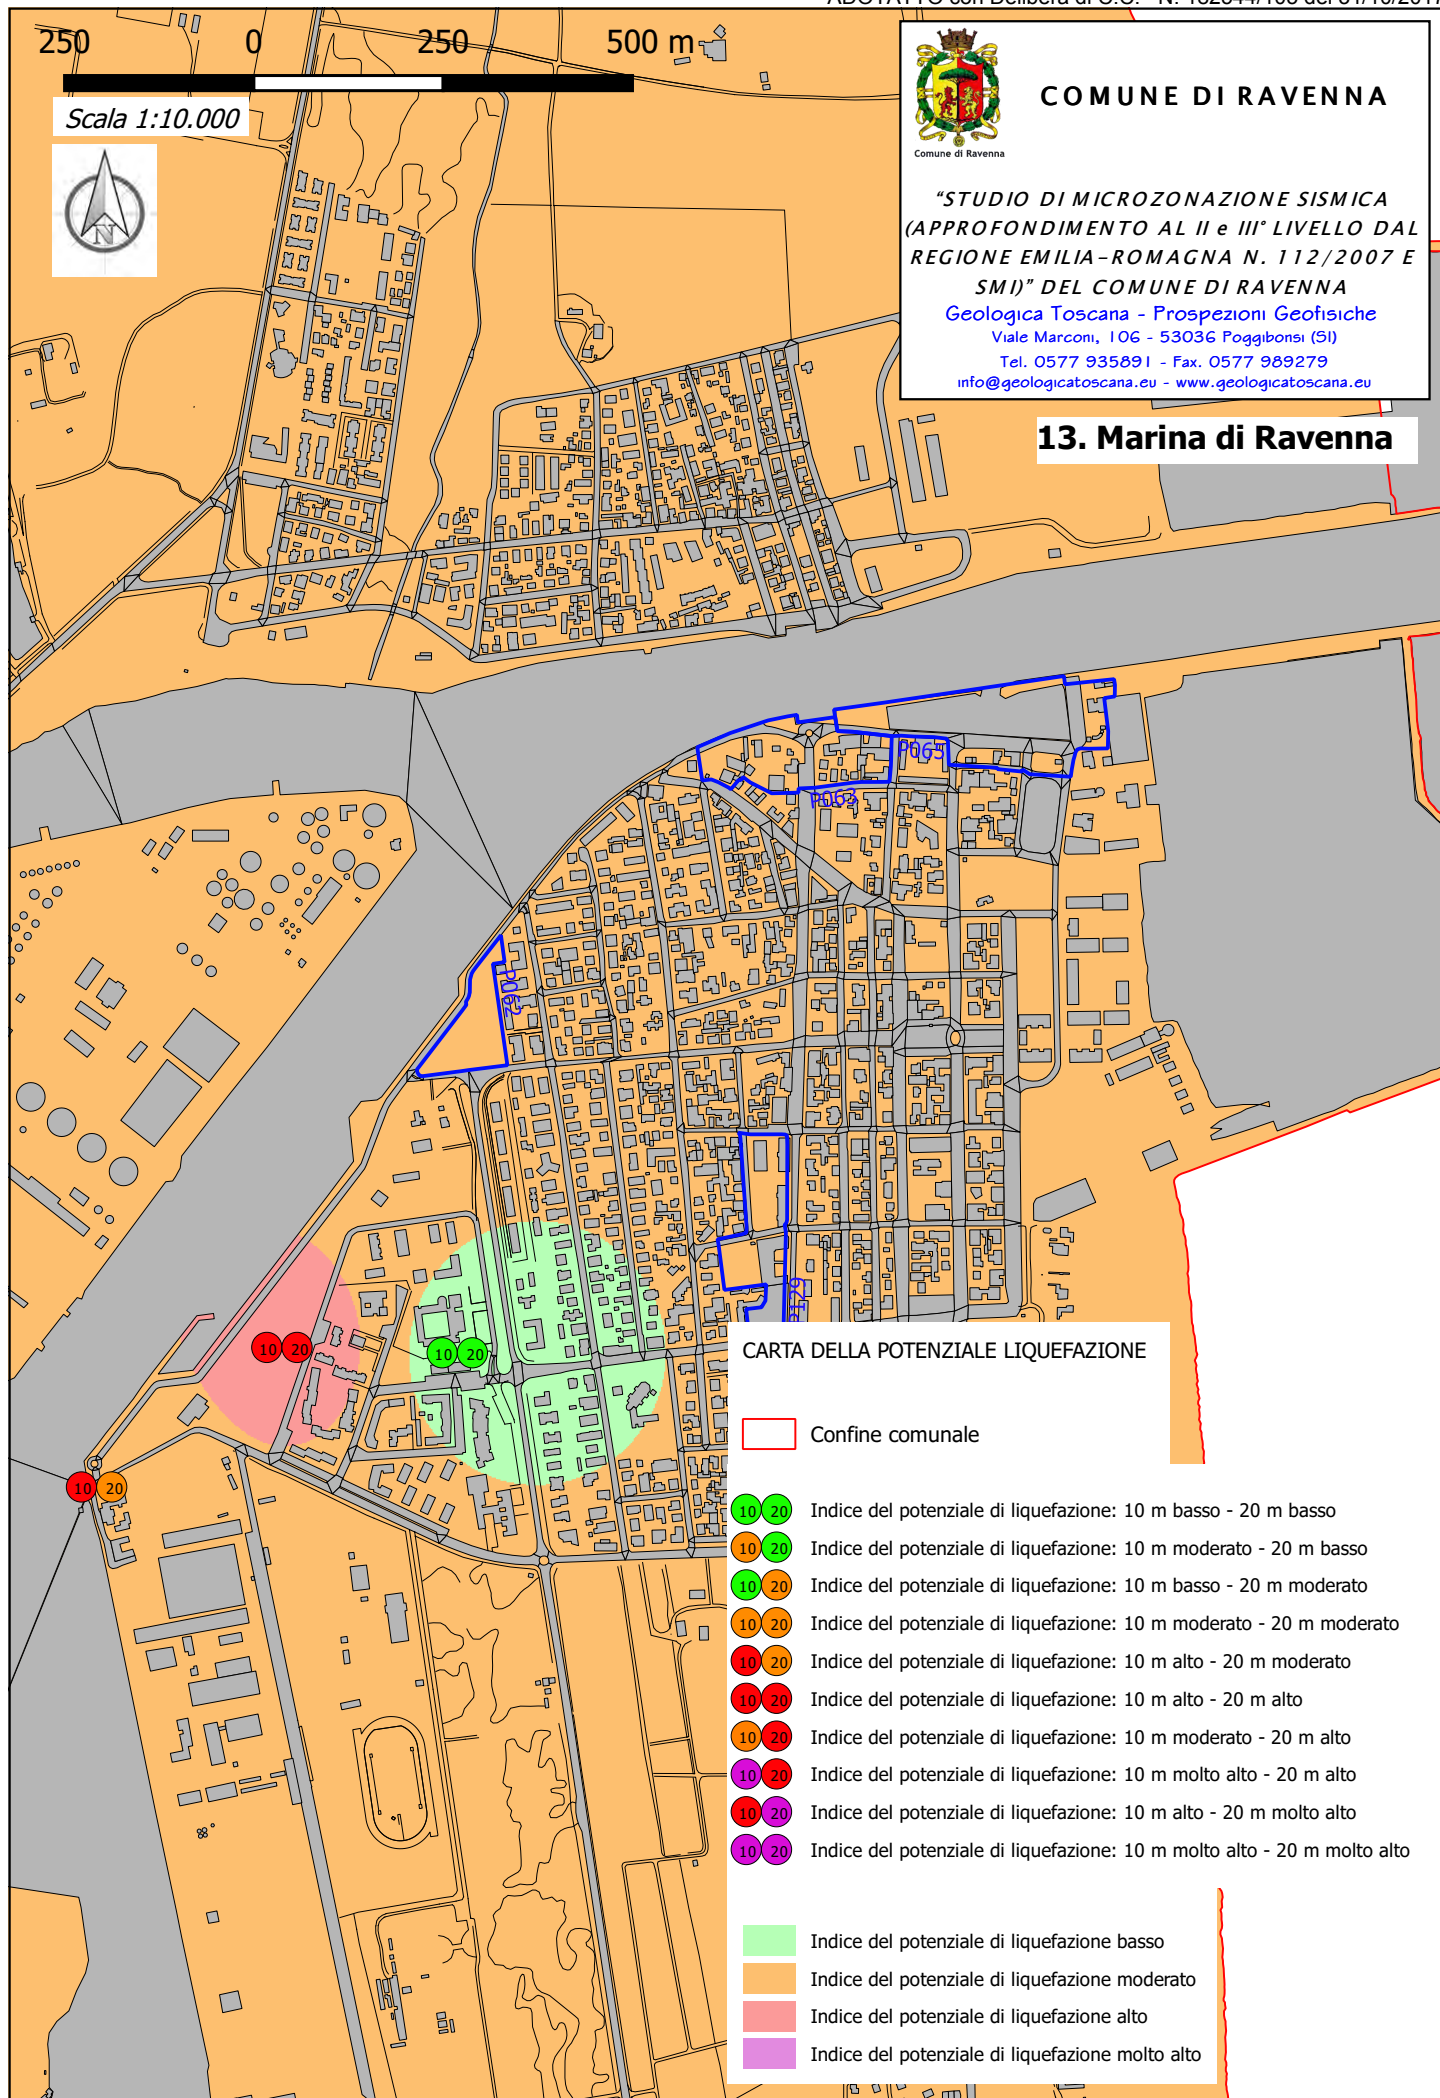 250 0 250 500 m
Scala 1:10.000
N
Comune di Ravenna
COMUNE DI RAVENNA
"STUDIO DI MICROZONAZIONE SISMICA
(APPROFONDIMENTO AL II e III° LIVELLO DAL
REGIONE EMILIA-ROMAGNA N. 112/2007 E
SMI)" DEL COMUNE DI RAVENNA
Geologica Toscana - Prospezioni Geofisiche
Viale Marconi, 106 - 53036 Poggibonsi (SI)
Tel. 0577 935891 - Fax. 0577 989279
info@geologicatoscana.eu - www.geologicatoscana.eu
13. Marina di Ravenna
P065
P063
P062
P129
10 20
10 20
10 20
CARTA DELLA POTENZIALE LIQUEFAZIONE
Confine comunale
10 20 Indice del potenziale di liquefazione: 10 m basso - 20 m basso
10 20 Indice del potenziale di liquefazione: 10 m moderato - 20 m basso
10 20 Indice del potenziale di liquefazione: 10 m basso - 20 m moderato
10 20 Indice del potenziale di liquefazione: 10 m moderato - 20 m moderato
10 20 Indice del potenziale di liquefazione: 10 m alto - 20 m moderato
10 20 Indice del potenziale di liquefazione: 10 m alto - 20 m alto
10 20 Indice del potenziale di liquefazione: 10 m moderato - 20 m alto
10 20 Indice del potenziale di liquefazione: 10 m molto alto - 20 m alto
10 20 Indice del potenziale di liquefazione: 10 m alto - 20 m molto alto
10 20 Indice del potenziale di liquefazione: 10 m molto alto - 20 m molto alto
Indice del potenziale di liquefazione basso
Indice del potenziale di liquefazione moderato
Indice del potenziale di liquefazione alto
Indice del potenziale di liquefazione molto alto